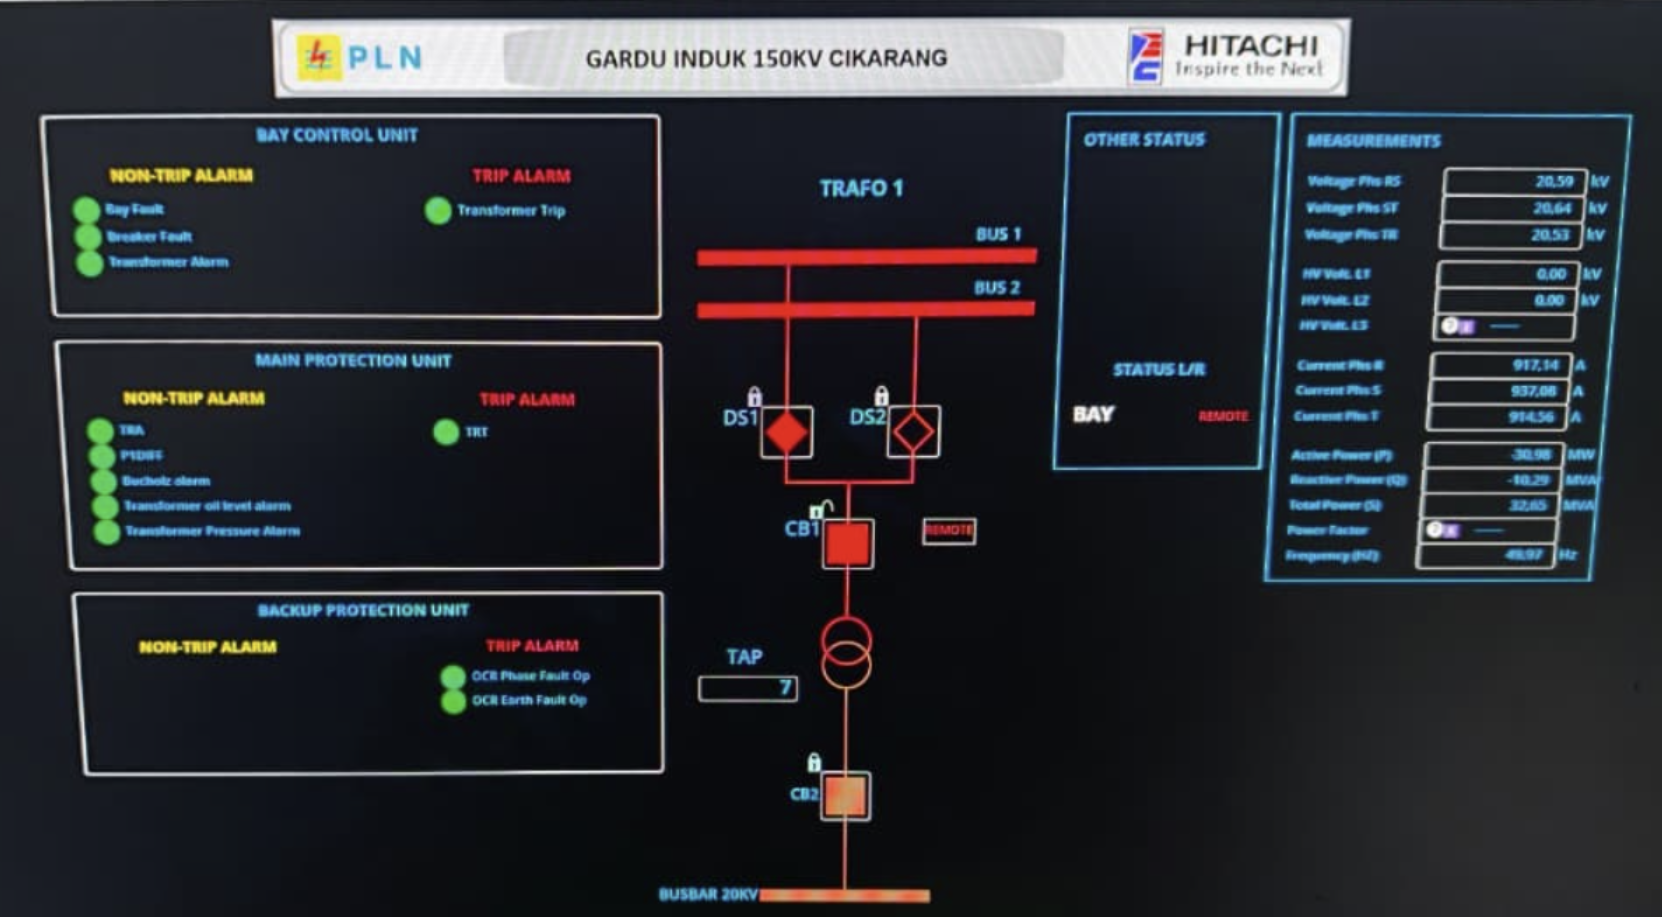 PLN
GARDU INDUK 150KV CIKARANG
HITACHI
Inspire the Next
BAY CONTROL UNIT
NON-TRIP ALARM
TRIP ALARM
Bay Fault
Transformer Trip
Breaker Fault
Transformer Alarm
MAIN PROTECTION UNIT
NON-TRIP ALARM
TRIP ALARM
TRA
TRT
P1DIFF
Bucholz alarm
Transformer oil level alarm
Transformer Pressure Alarm
BACKUP PROTECTION UNIT
NON-TRIP ALARM
TRIP ALARM
OCR Phase Fault Op
OCR Earth Fault Op
TRAFO 1
BUS 1
BUS 2
DS1
DS2
CB1
REMOTE
TAP
7
CB2
BUSBAR 20KV
OTHER STATUS
STATUS L/R
BAY REMOTE
MEASUREMENTS
Voltage Phs RS 20,59 kV
Voltage Phs ST 20,64 kV
Voltage Phs TR 20,53 kV
HV Volt. L1 0,00 kV
HV Volt. L2 0,00 kV
HV Volt. L3
Current Phs R 917,14 A
Current Phs S 937,08 A
Current Phs T 914,56 A
Active Power (P) -30,98 MW
Reactive Power (Q) -10,29 MVA
Total Power (S) 32,65 MVA
Power Factor
Frequency (HZ) 49,97 Hz